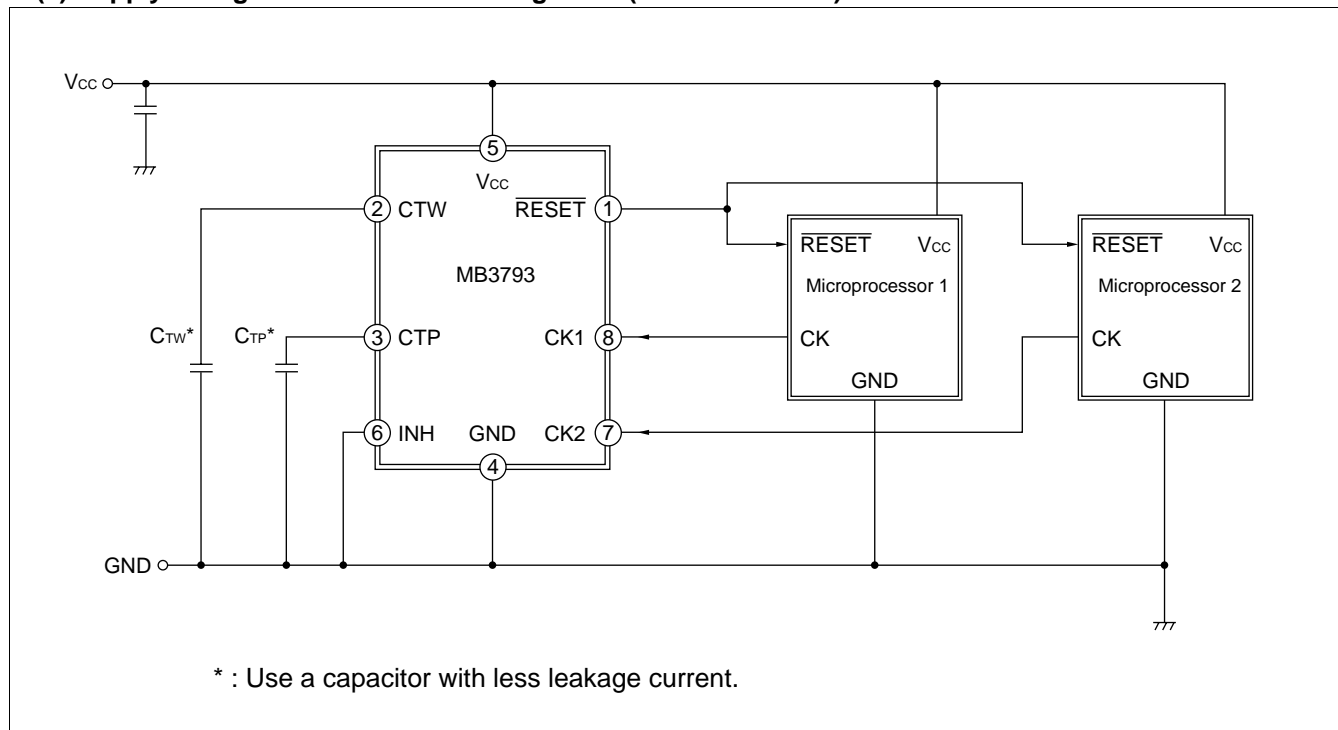 Vcc
5
Vcc
2 CTW
RESET 1
RESET Vcc
RESET Vcc
MB3793
Microprocessor 1
Microprocessor 2
CTW*
CTP*
3 CTP
CK1 8
CK
CK
GND
GND
6 INH
GND
CK2 7
4
GND
* : Use a capacitor with less leakage current.